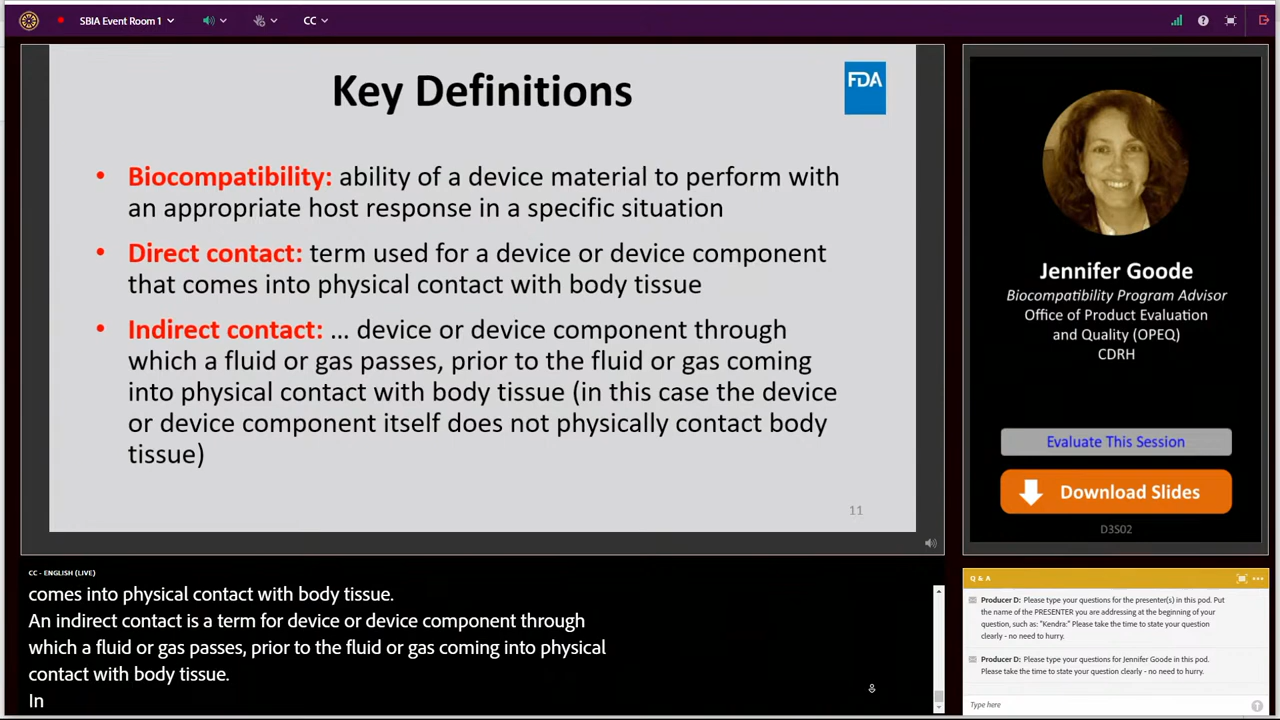 SBIA Event Room 1
CC
Key Definitions
FDA
• Biocompatibility: ability of a device material to perform with
an appropriate host response in a specific situation
• Direct contact: term used for a device or device component
that comes into physical contact with body tissue
• Indirect contact: ... device or device component through
which a fluid or gas passes, prior to the fluid or gas coming
into physical contact with body tissue (in this case the device
or device component itself does not physically contact body
tissue)
11
Jennifer Goode
Biocompatibility Program Advisor
Office of Product Evaluation
and Quality (OPEQ)
CDRH
Evaluate This Session
Download Slides
D3S02
CC - ENGLISH (LIVE)
comes into physical contact with body tissue.
An indirect contact is a term for device or device component through
which a fluid or gas passes, prior to the fluid or gas coming into physical
contact with body tissue.
In
Q & A
Producer D: Please type your questions for the presenter(s) in this pod. Put
the name of the PRESENTER you are addressing at the beginning of your
question, such as: "Kendra:" Please take the time to state your question
clearly - no need to hurry.
Producer D: Please type your questions for Jennifer Goode in this pod.
Please take the time to state your question clearly - no need to hurry.
Type here